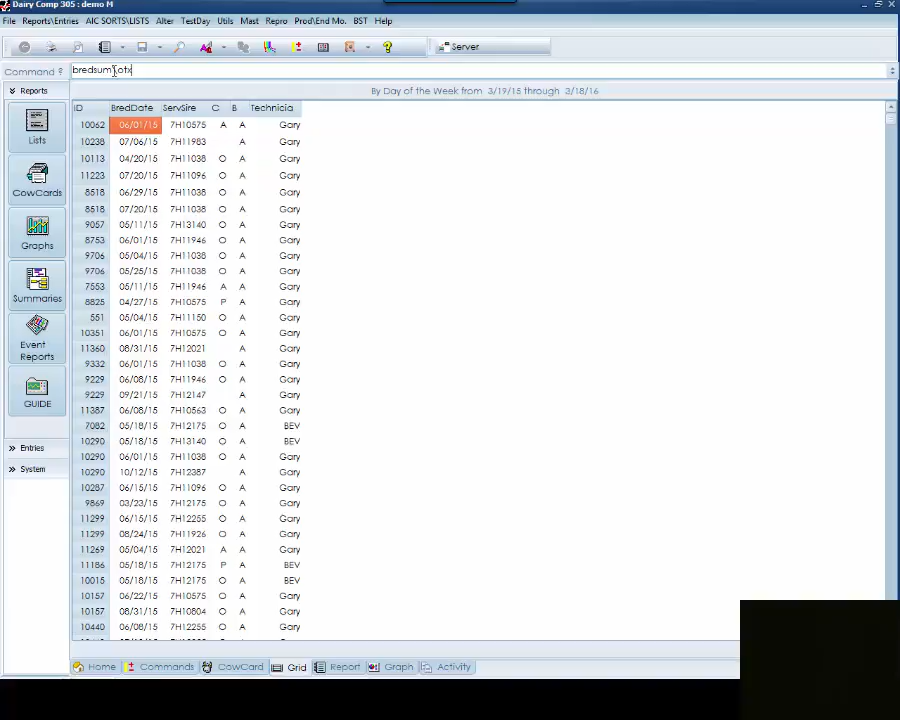 Dairy Comp 305 : demo M
File Reports\Entries AIC SORTS\LISTS Alter TestDay Utils Mast Repro Prod\End Mo. BST Help
Server
Command ?
Reports
By Day of the Week from 3/19/15 through 3/18/16
ID BredDate ServSire C B Technicia
10062 06/01/15 7H10575 A A Gary
10238 07/06/15 7H11983 A Gary
10113 04/20/15 7H11038 O A Gary
11223 07/20/15 7H11096 O A Gary
8518 06/29/15 7H11038 O A Gary
8518 07/20/15 7H11038 O A Gary
9057 05/11/15 7H13140 O A Gary
8753 06/01/15 7H11946 O A Gary
9706 05/04/15 7H11038 O A Gary
9706 05/25/15 7H11038 O A Gary
7553 05/11/15 7H11946 A A Gary
8825 04/27/15 7H10575 P A Gary
551 05/04/15 7H11150 O A Gary
10351 06/01/15 7H10575 O A Gary
11360 08/31/15 7H12021 A Gary
9332 06/01/15 7H11038 O A Gary
9229 06/08/15 7H11946 O A Gary
9229 09/21/15 7H12147 A Gary
11387 06/08/15 7H10563 O A Gary
7082 05/18/15 7H12175 O A BEV
10290 05/18/15 7H13140 O A BEV
10290 06/01/15 7H11038 O A Gary
10290 10/12/15 7H12387 A Gary
10287 06/15/15 7H11096 O A Gary
9869 03/23/15 7H12175 O A Gary
11299 06/15/15 7H12255 O A Gary
11299 08/24/15 7H11926 O A Gary
11269 05/04/15 7H12021 A A Gary
11186 05/18/15 7H12175 P A BEV
10015 05/18/15 7H12175 O A BEV
10157 06/22/15 7H10575 O A Gary
10157 08/31/15 7H10804 O A Gary
10440 06/08/15 7H12255 O A Gary
Lists
CowCards
Graphs
Summaries
Event
Reports
GUIDE
Entries
System
Home Commands CowCard Grid Report Graph Activity